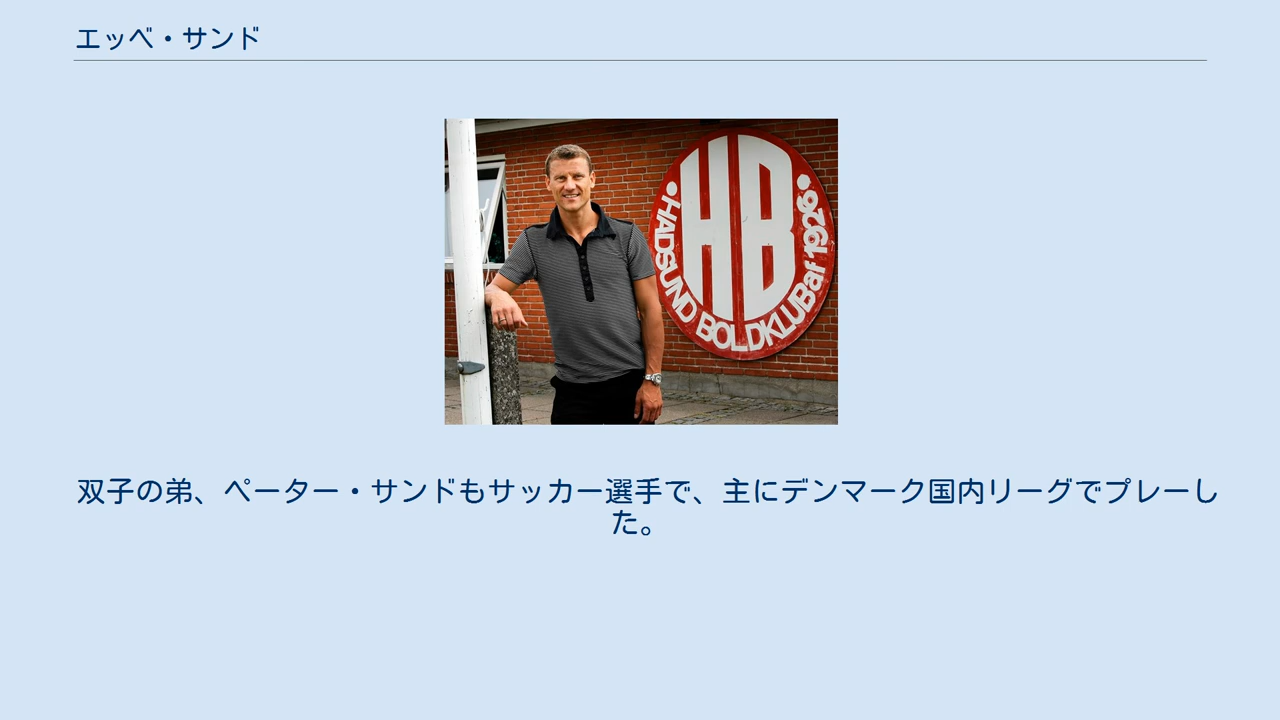 エッベ・サンド
HB
HADSUND BOLDKLUB af 1926
双子の弟、ペーター・サンドもサッカー選手で、主にデンマーク国内リーグでプレーし
た。